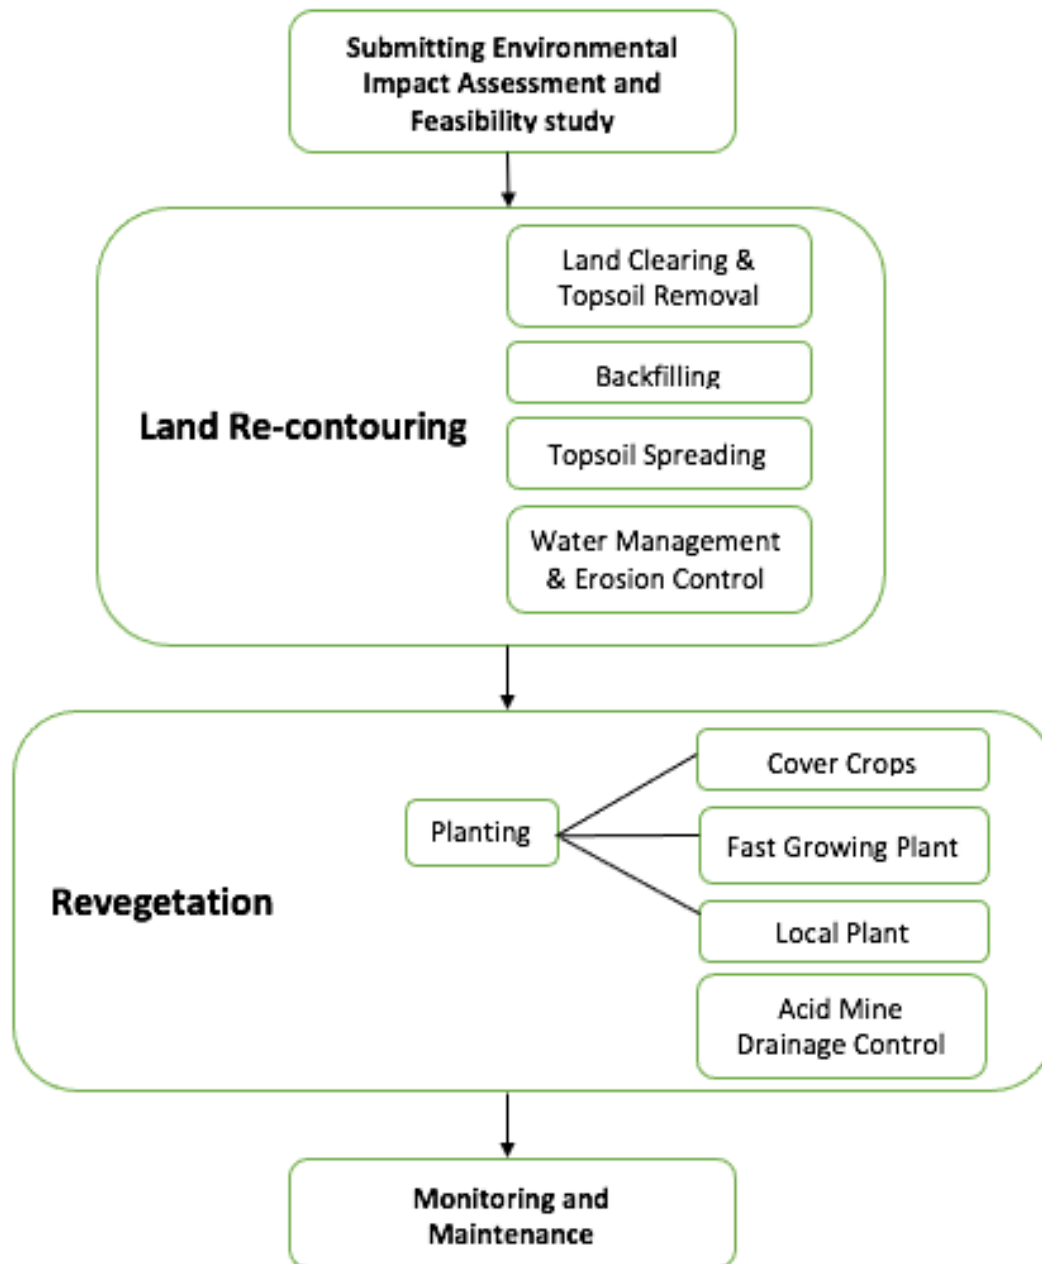 Submitting Environmental
Impact Assessment and
Feasibility study
Land Clearing &
Topsoil Removal
Backfilling
Land Re-contouring
Topsoil Spreading
Water Management
& Erosion Control
Cover Crops
Planting
Fast Growing Plant
Revegetation
Local Plant
Acid Mine
Drainage Control
Monitoring and
Maintenance